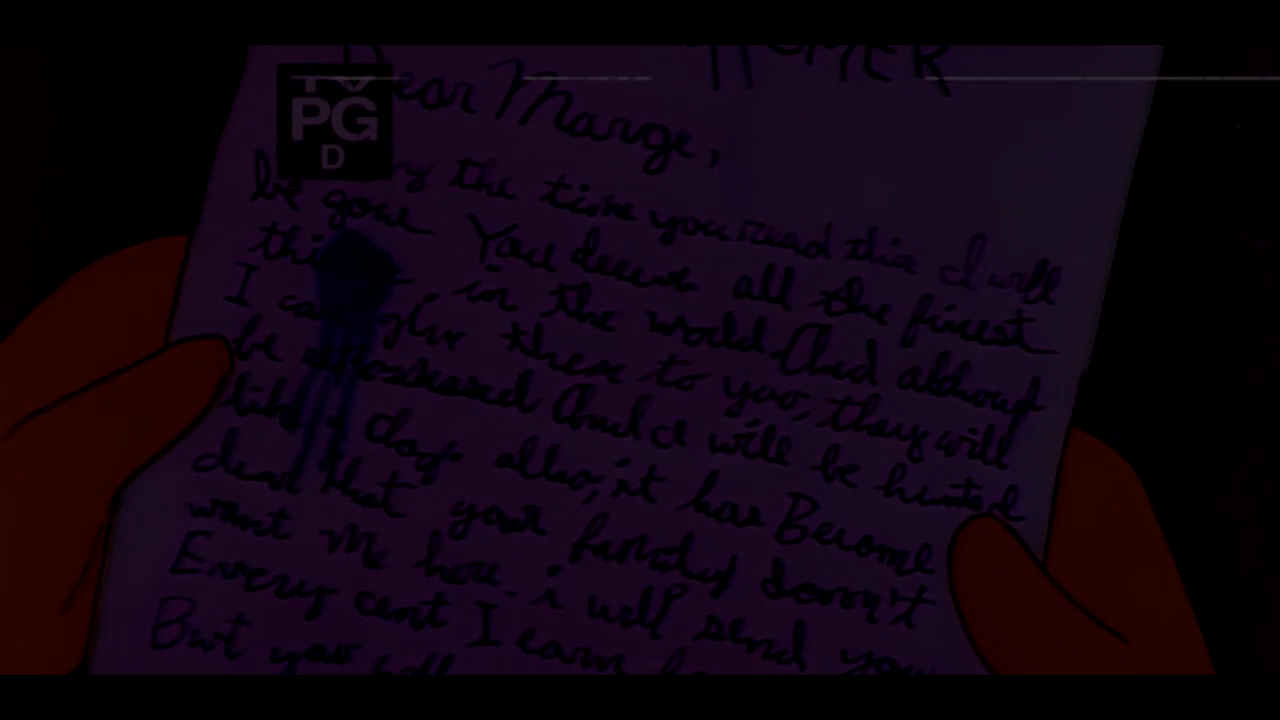 HOMER
TV
PG
D
Dear Marge,
by the time you read this I will
be gone You deserve all the finest
things in the world And although
I can give them to you, they will
be repossessed And I will be hunted
like a dog. also, it has Become
clear that your family doesn't
want me here. i will send you
Every cent I earn
But you